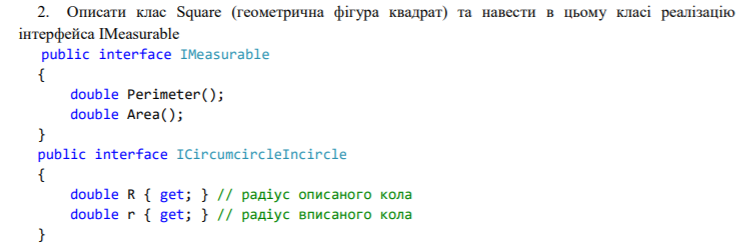 2. Описати клас Square (геометрична фігура квадрат) та навести в цьому класі реалізацію
інтерфейса IMeasurable
public interface IMeasurable
{
double Perimeter();
double Area();
}
public interface ICircumcircleIncircle
{
double R { get; } // радіус описаного кола
double r { get; } // радіус вписаного кола
}